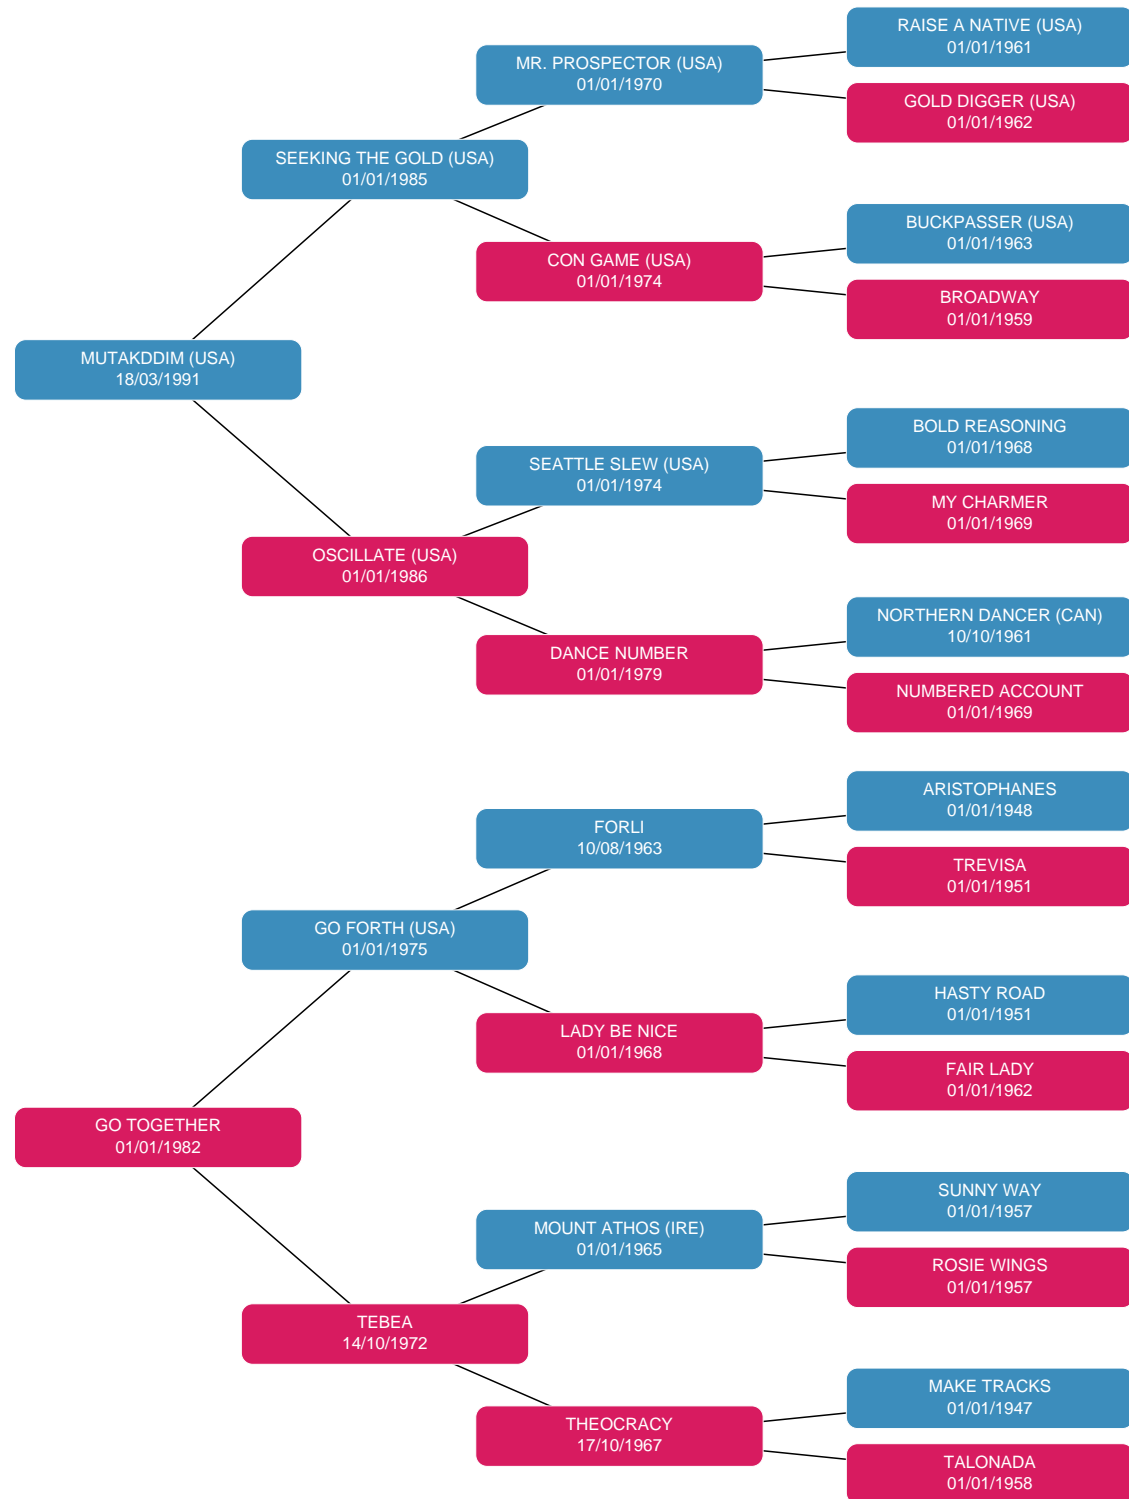 RAISE A NATIVE (USA)
01/01/1961
MR. PROSPECTOR (USA)
01/01/1970
GOLD DIGGER (USA)
01/01/1962
SEEKING THE GOLD (USA)
01/01/1985
BUCKPASSER (USA)
01/01/1963
CON GAME (USA)
01/01/1974
BROADWAY
01/01/1959
MUTAKDDIM (USA)
18/03/1991
BOLD REASONING
01/01/1968
SEATTLE SLEW (USA)
01/01/1974
MY CHARMER
01/01/1969
OSCILLATE (USA)
01/01/1986
NORTHERN DANCER (CAN)
10/10/1961
DANCE NUMBER
01/01/1979
NUMBERED ACCOUNT
01/01/1969
ARISTOPHANES
01/01/1948
FORLI
10/08/1963
TREVISA
01/01/1951
GO FORTH (USA)
01/01/1975
HASTY ROAD
01/01/1951
LADY BE NICE
01/01/1968
FAIR LADY
01/01/1962
GO TOGETHER
01/01/1982
SUNNY WAY
01/01/1957
MOUNT ATHOS (IRE)
01/01/1965
ROSIE WINGS
01/01/1957
TEBEA
14/10/1972
MAKE TRACKS
01/01/1947
THEOCRACY
17/10/1967
TALONADA
01/01/1958